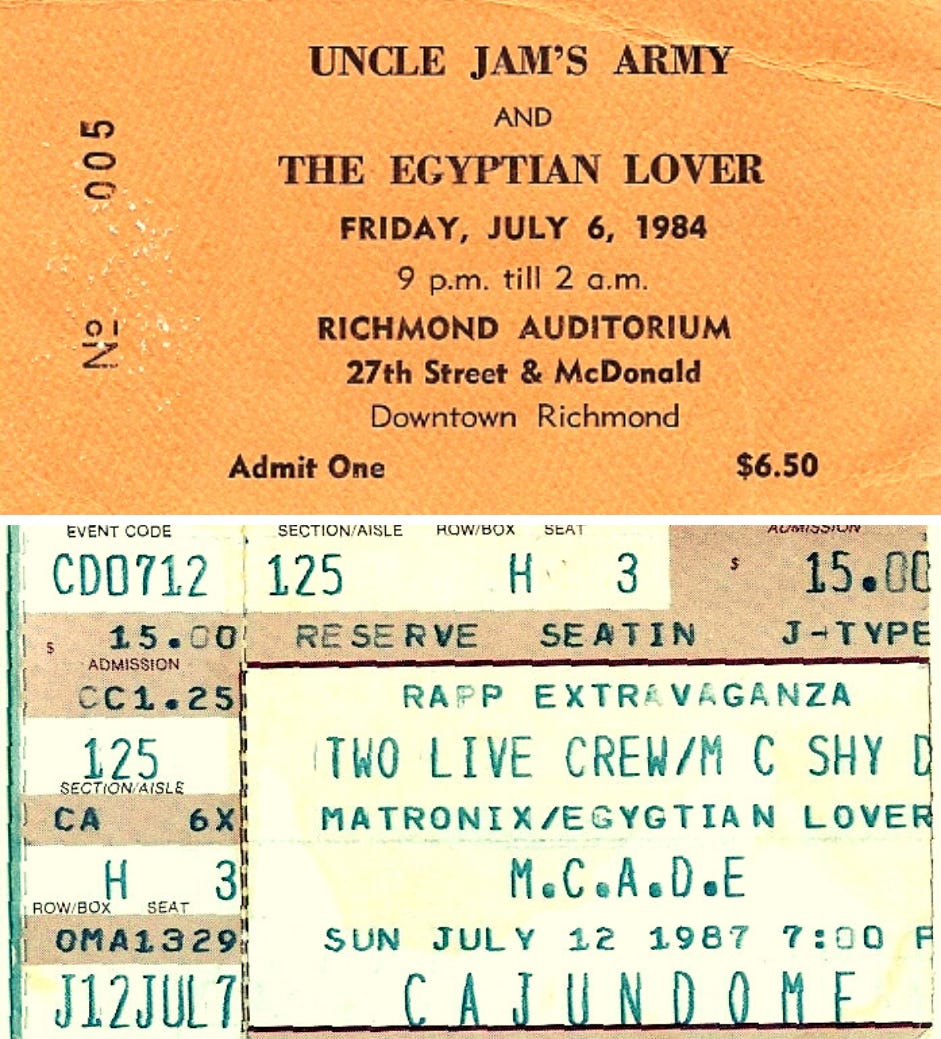 UNCLE JAM'S ARMY
AND
THE EGYPTIAN LOVER
FRIDAY, JULY 6, 1984
9 p.m. till 2 a.m.
RICHMOND AUDITORIUM
27th Street & McDonald
Downtown Richmond
Admit One $6.50
No 005
EVENT CODE SECTION/AISLE ROW/BOX SEAT ADMISSION
CD0712 125 H 3 $ 15.00
$ 15.00 RESERVE SEATIN J-TYPE
ADMISSION
CC1.25 RAPP EXTRAVAGANZA
125 TWO LIVE CREW/M C SHY D
SECTION/AISLE
CA 6X MATRONIX/EGYGTIAN LOVER
H 3 M.C.A.D.E
ROW/BOX SEAT
OMA1329 SUN JULY 12 1987 7:00 P
J12JUL7 CAJUNDOME